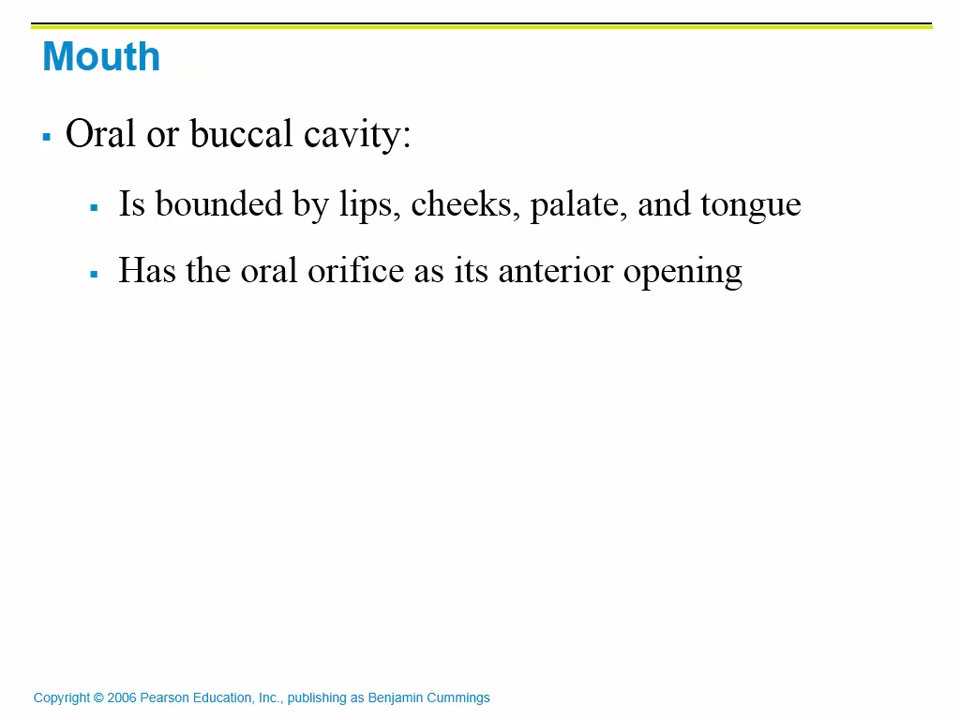 Mouth
▪ Oral or buccal cavity:
▪ Is bounded by lips, cheeks, palate, and tongue
▪ Has the oral orifice as its anterior opening
Copyright © 2006 Pearson Education, Inc., publishing as Benjamin Cummings